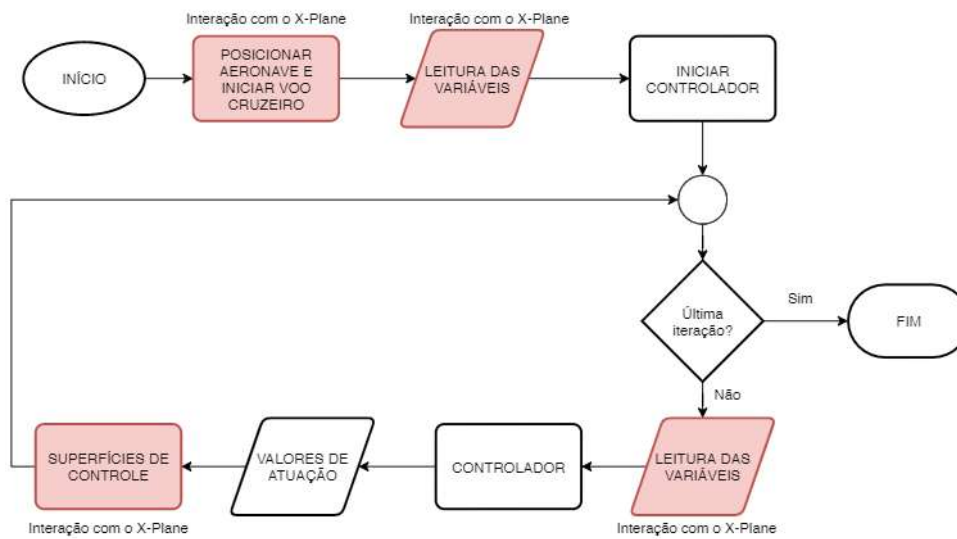 Interação com o X-Plane
Interação com o X-Plane
INÍCIO
POSICIONAR
AERONAVE E
INICIAR VOO
CRUZEIRO
LEITURA DAS
VARIÁVEIS
INICIAR
CONTROLADOR
Última
iteração?
Sim
FIM
Não
SUPERFÍCIES DE
CONTROLE
VALORES DE
ATUAÇÃO
CONTROLADOR
LEITURA DAS
VARIÁVEIS
Interação com o X-Plane
Interação com o X-Plane